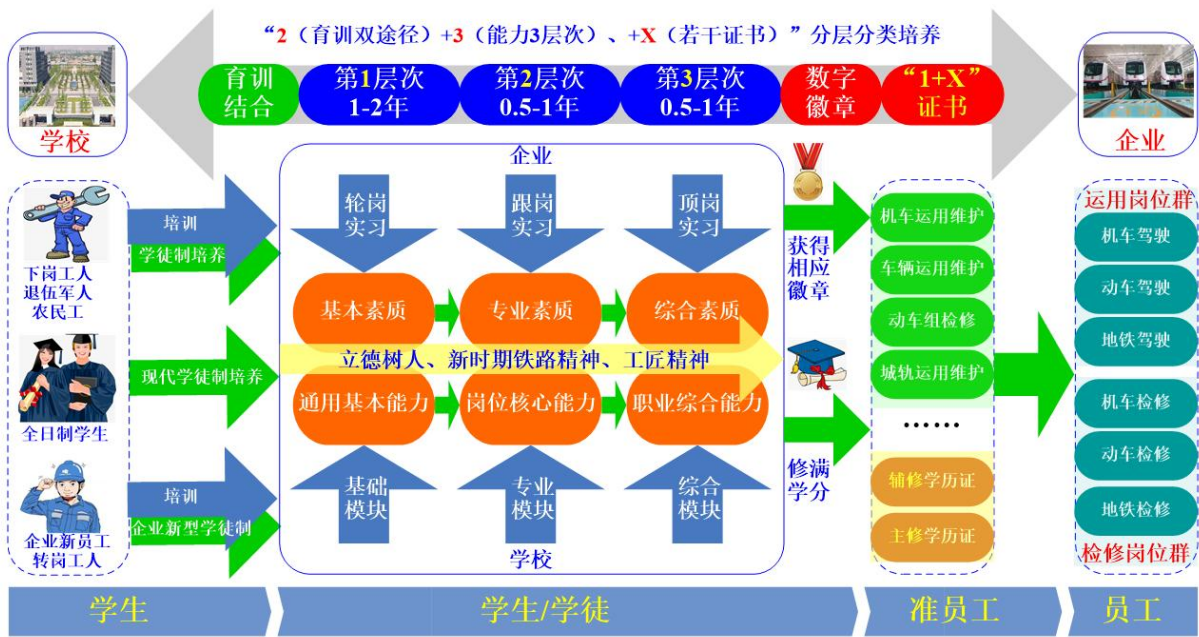 “2（育训双途径）+3（能力3层次）、+X（若干证书）”分层分类培养
学校
育训
结合
第1层次
1-2年
第2层次
0.5-1年
第3层次
0.5-1年
数字
徽章
“1+X”
证书
企业
下岗工人
退伍军人
农民工
全日制学生
企业新员工
转岗工人
培训
学徒制培养
现代学徒制培养
培训
企业新型学徒制
企业
轮岗
实习
跟岗
实习
顶岗
实习
基本素质
专业素质
综合素质
立德树人、新时期铁路精神、工匠精神
通用基本能力
岗位核心能力
职业综合能力
基础
模块
专业
模块
综合
模块
学校
获得
相应
徽章
修满
学分
机车运用维护
车辆运用维护
动车组检修
城轨运用维护
……
辅修学历证
主修学历证
运用岗位群
机车驾驶
动车驾驶
地铁驾驶
机车检修
动车检修
地铁检修
检修岗位群
学生
学生/学徒
准员工
员工